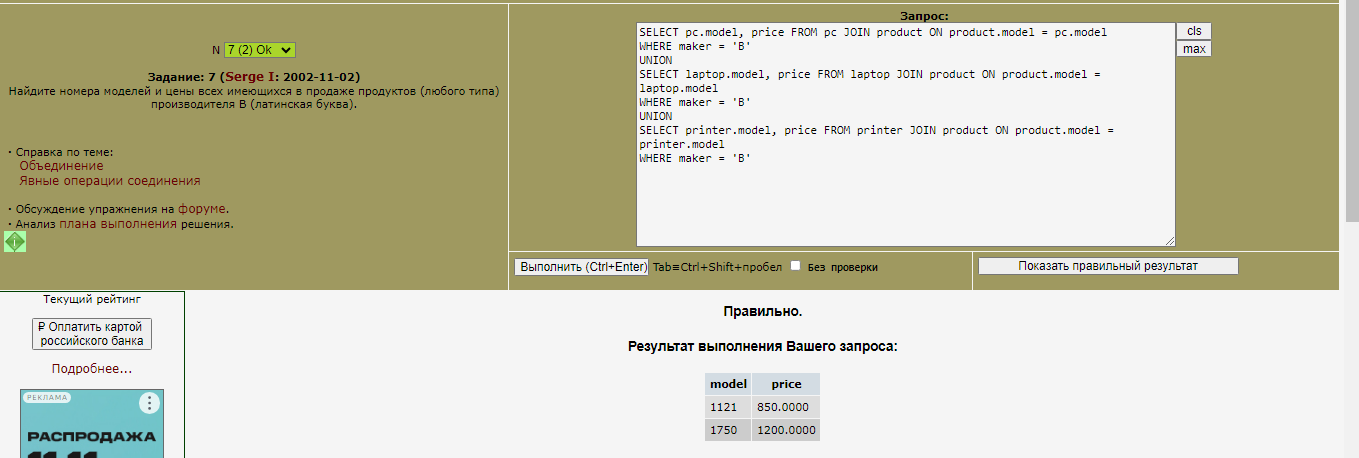 N 7 (2) Ok
Задание: 7 (Serge I: 2002-11-02)
Найдите номера моделей и цены всех имеющихся в продаже продуктов (любого типа)
производителя B (латинская буква).
· Справка по теме:
Объединение
Явные операции соединения
· Обсуждение упражнения на форуме.
· Анализ плана выполнения решения.
Запрос:
SELECT pc.model, price FROM pc JOIN product ON product.model = pc.model
WHERE maker = 'B'
UNION
SELECT laptop.model, price FROM laptop JOIN product ON product.model =
laptop.model
WHERE maker = 'B'
UNION
SELECT printer.model, price FROM printer JOIN product ON product.model =
printer.model
WHERE maker = 'B'
cls
max
Выполнить (Ctrl+Enter) Tab≡Ctrl+Shift+пробел Без проверки
Показать правильный результат
Текущий рейтинг
₽ Оплатить картой
российского банка
Подробнее...
РЕКЛАМА
РАСПРОДАЖА
11.11
Правильно.
Результат выполнения Вашего запроса:
model price
1121 850.0000
1750 1200.0000